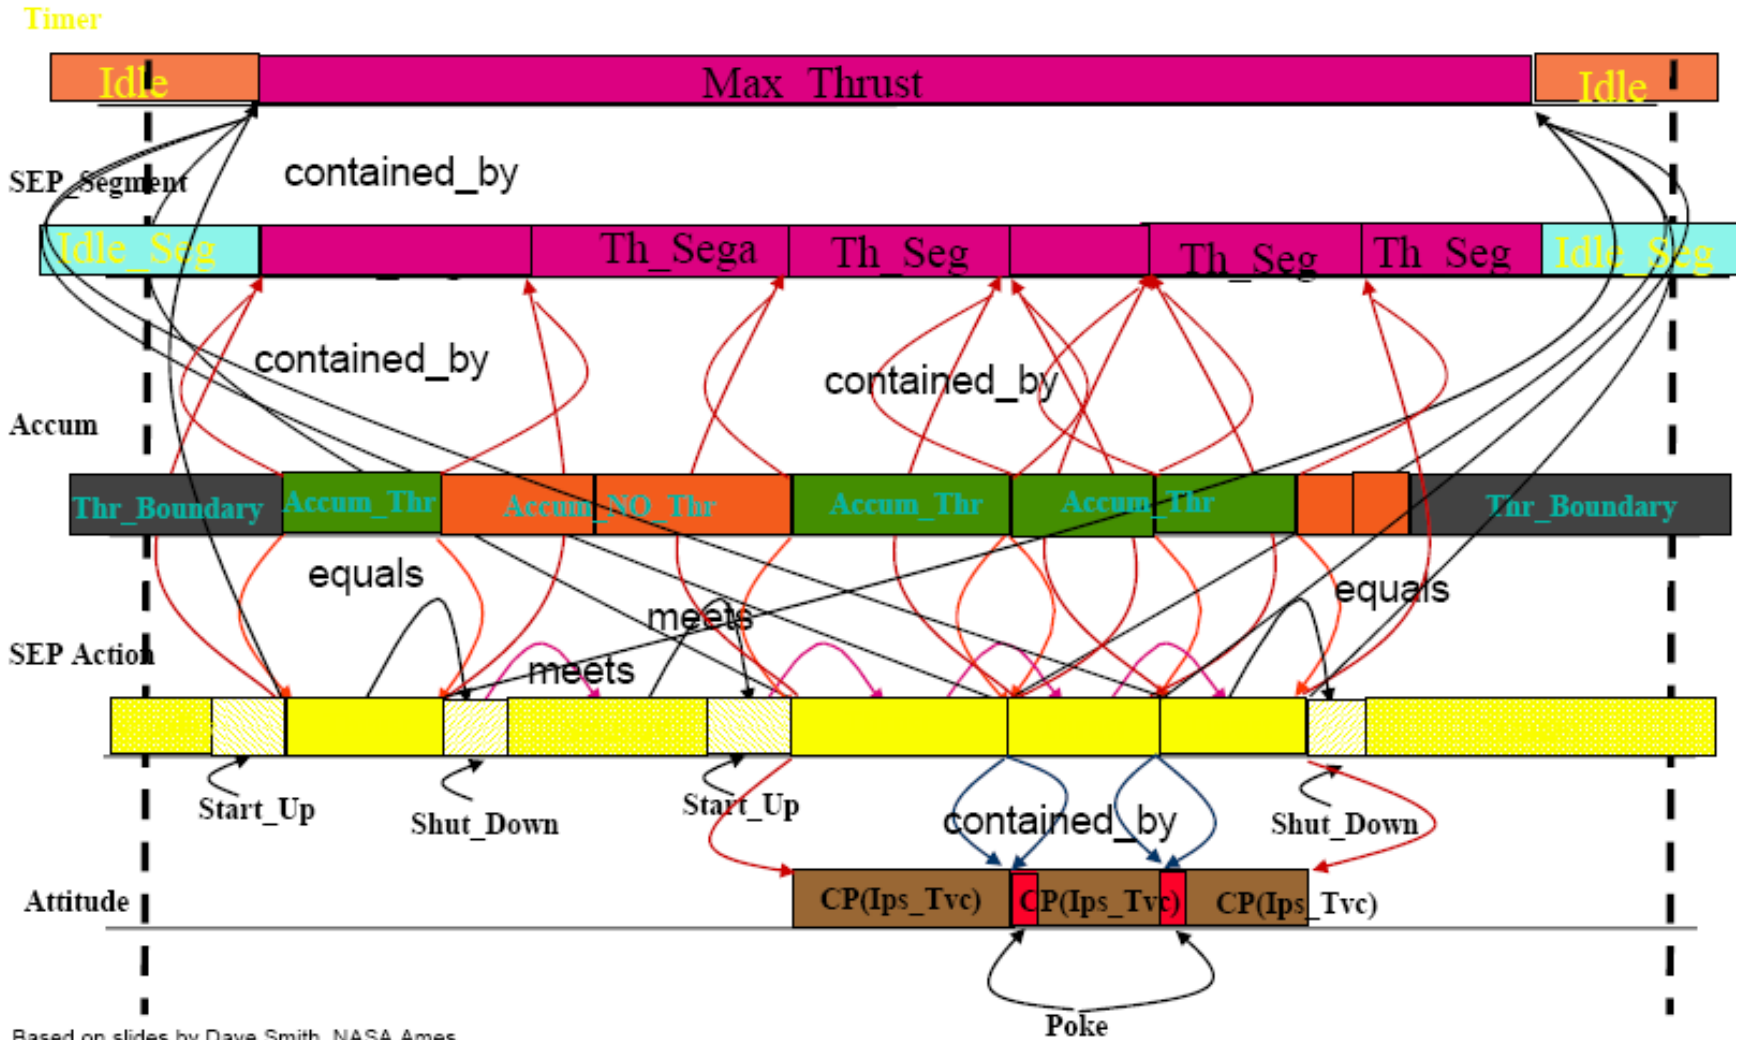 Timer
Idle
Max_Thrust
Idle
contained_by
SEP_Segment
Idle_Seg
Th_Sega
Th_Seg
Th_Seg
Th_Seg
Idle_Seg
contained_by
contained_by
Accum
Thr_Boundary
Accum_Thr
Accum_NO_Thr
Accum_Thr
Accum_Thr
Thr_Boundary
equals
equals
meets
SEP Action
meets
Start_Up
Shut_Down
Start_Up
contained_by
Shut_Down
Attitude
CP(Ips_Tvc)
CP(Ips_Tvc)
CP(Ips_Tvc)
Poke
Based on slides by Dave Smith, NASA Ames